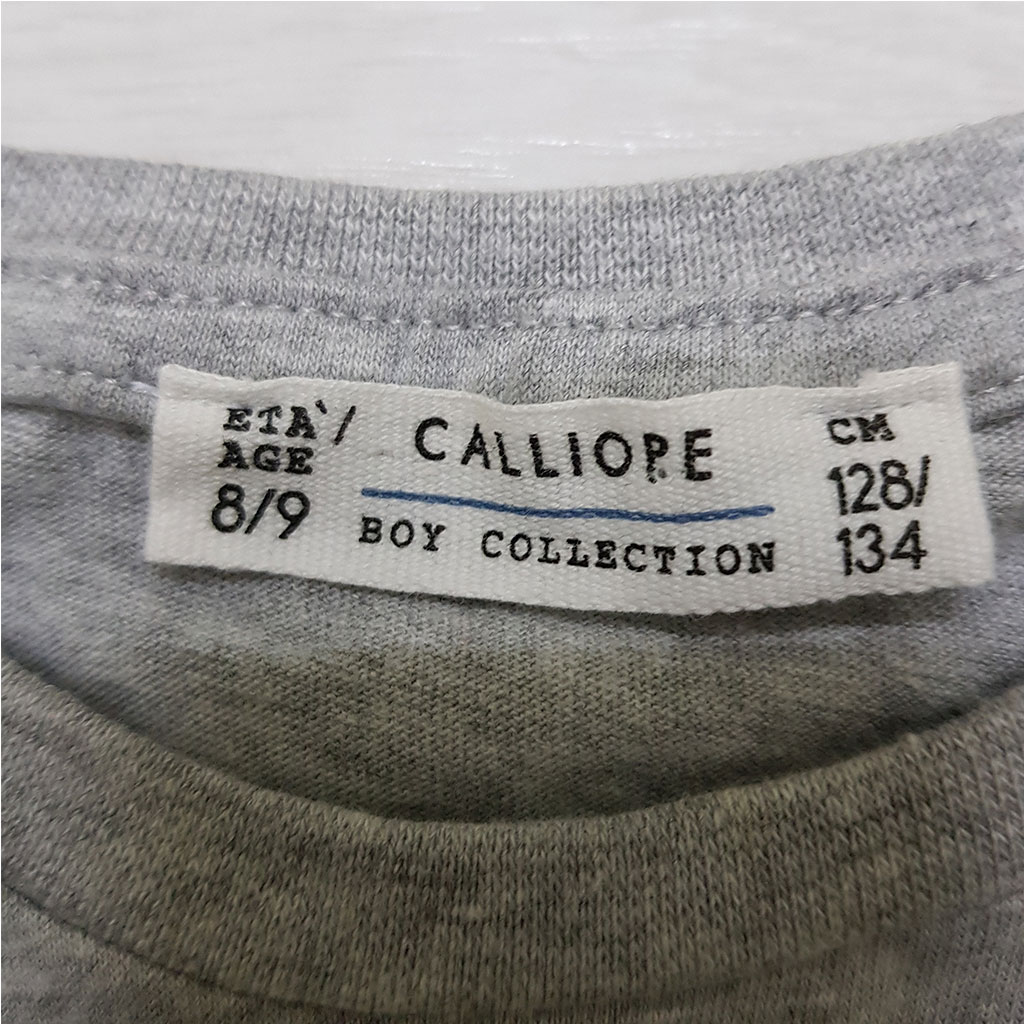 ETA'/
AGE
8/9
CALLIOPE
BOY COLLECTION
CM
128/
134